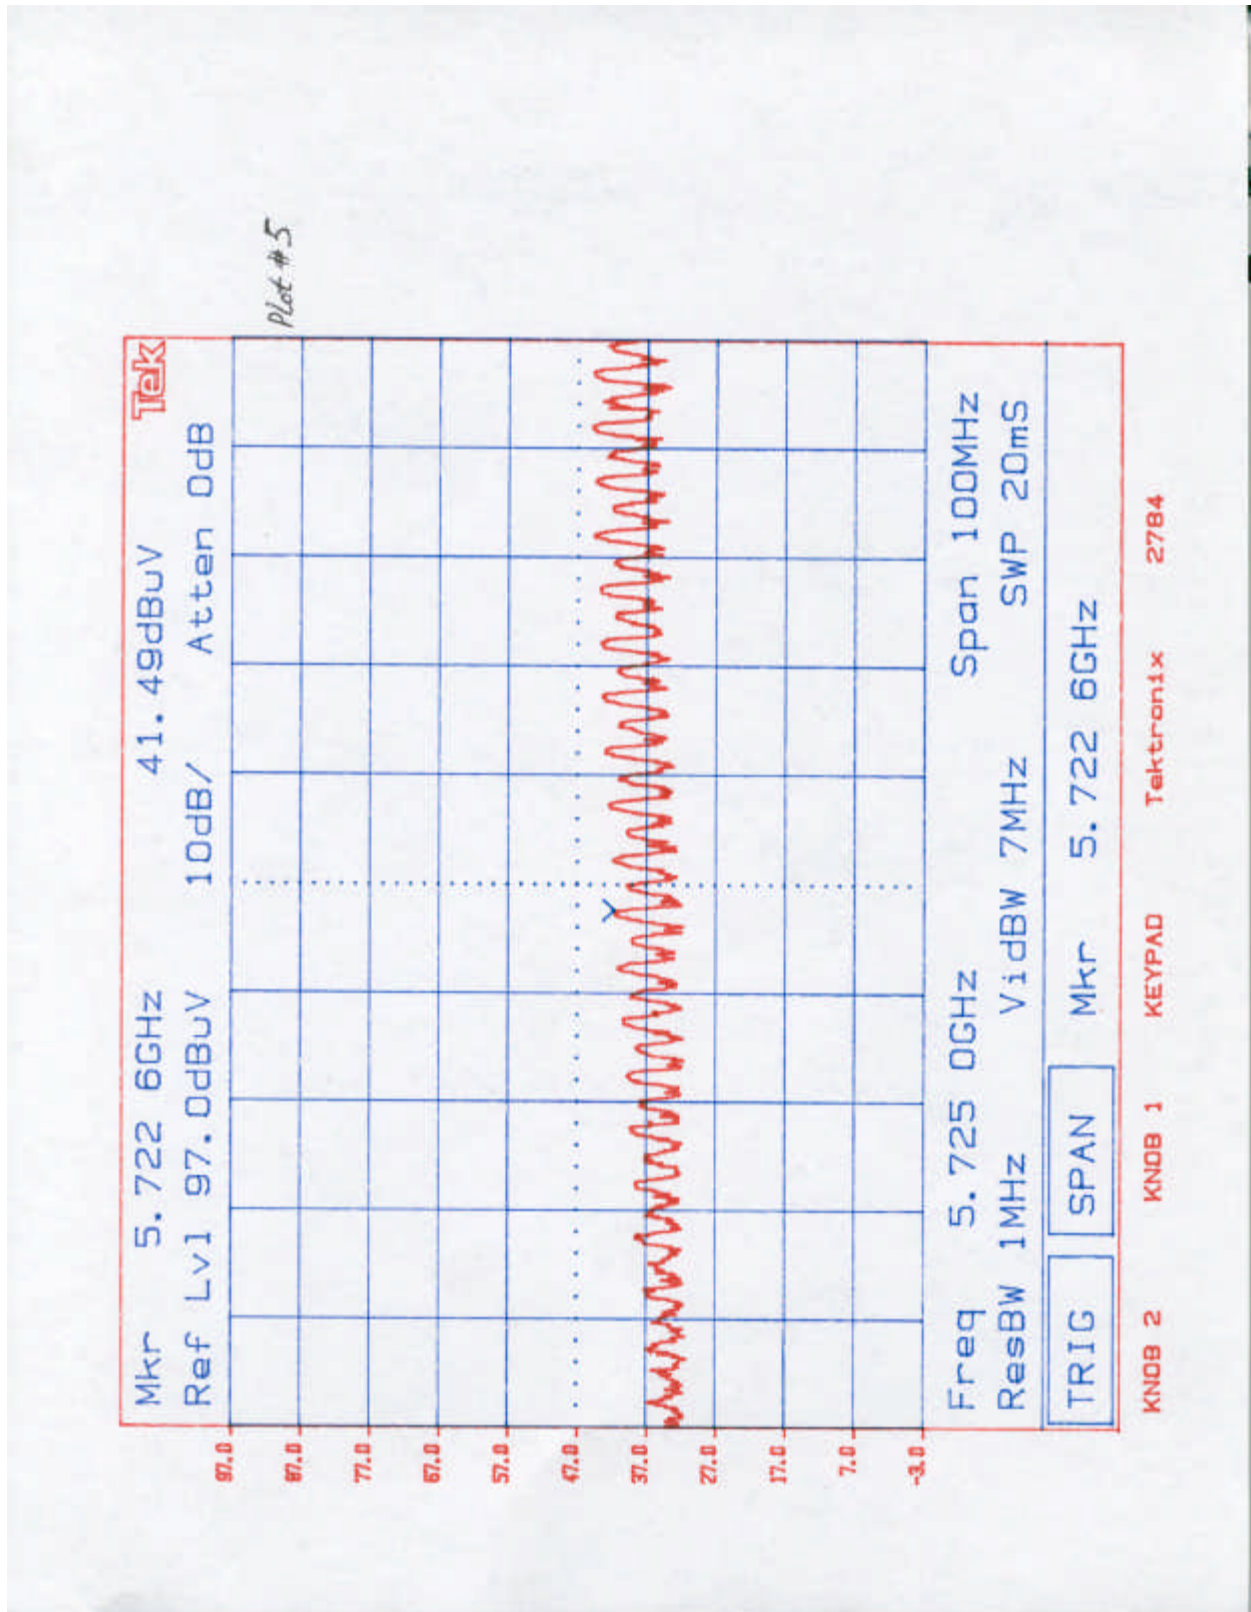 Plot #5
Tek
Mkr 5.722 6GHz 41.49dBuV
Ref Lvl 97.0dBuV 10dB/ Atten 0dB
97.0
87.0
77.0
67.0
57.0
47.0
37.0
27.0
17.0
7.0
-3.0
Freq 5.725 0GHz Span 100MHz
ResBW 1MHz VidBW 7MHz SWP 20mS
TRIG SPAN Mkr 5.722 6GHz
KNOB 2 KNOB 1 KEYPAD Tektronix 2784